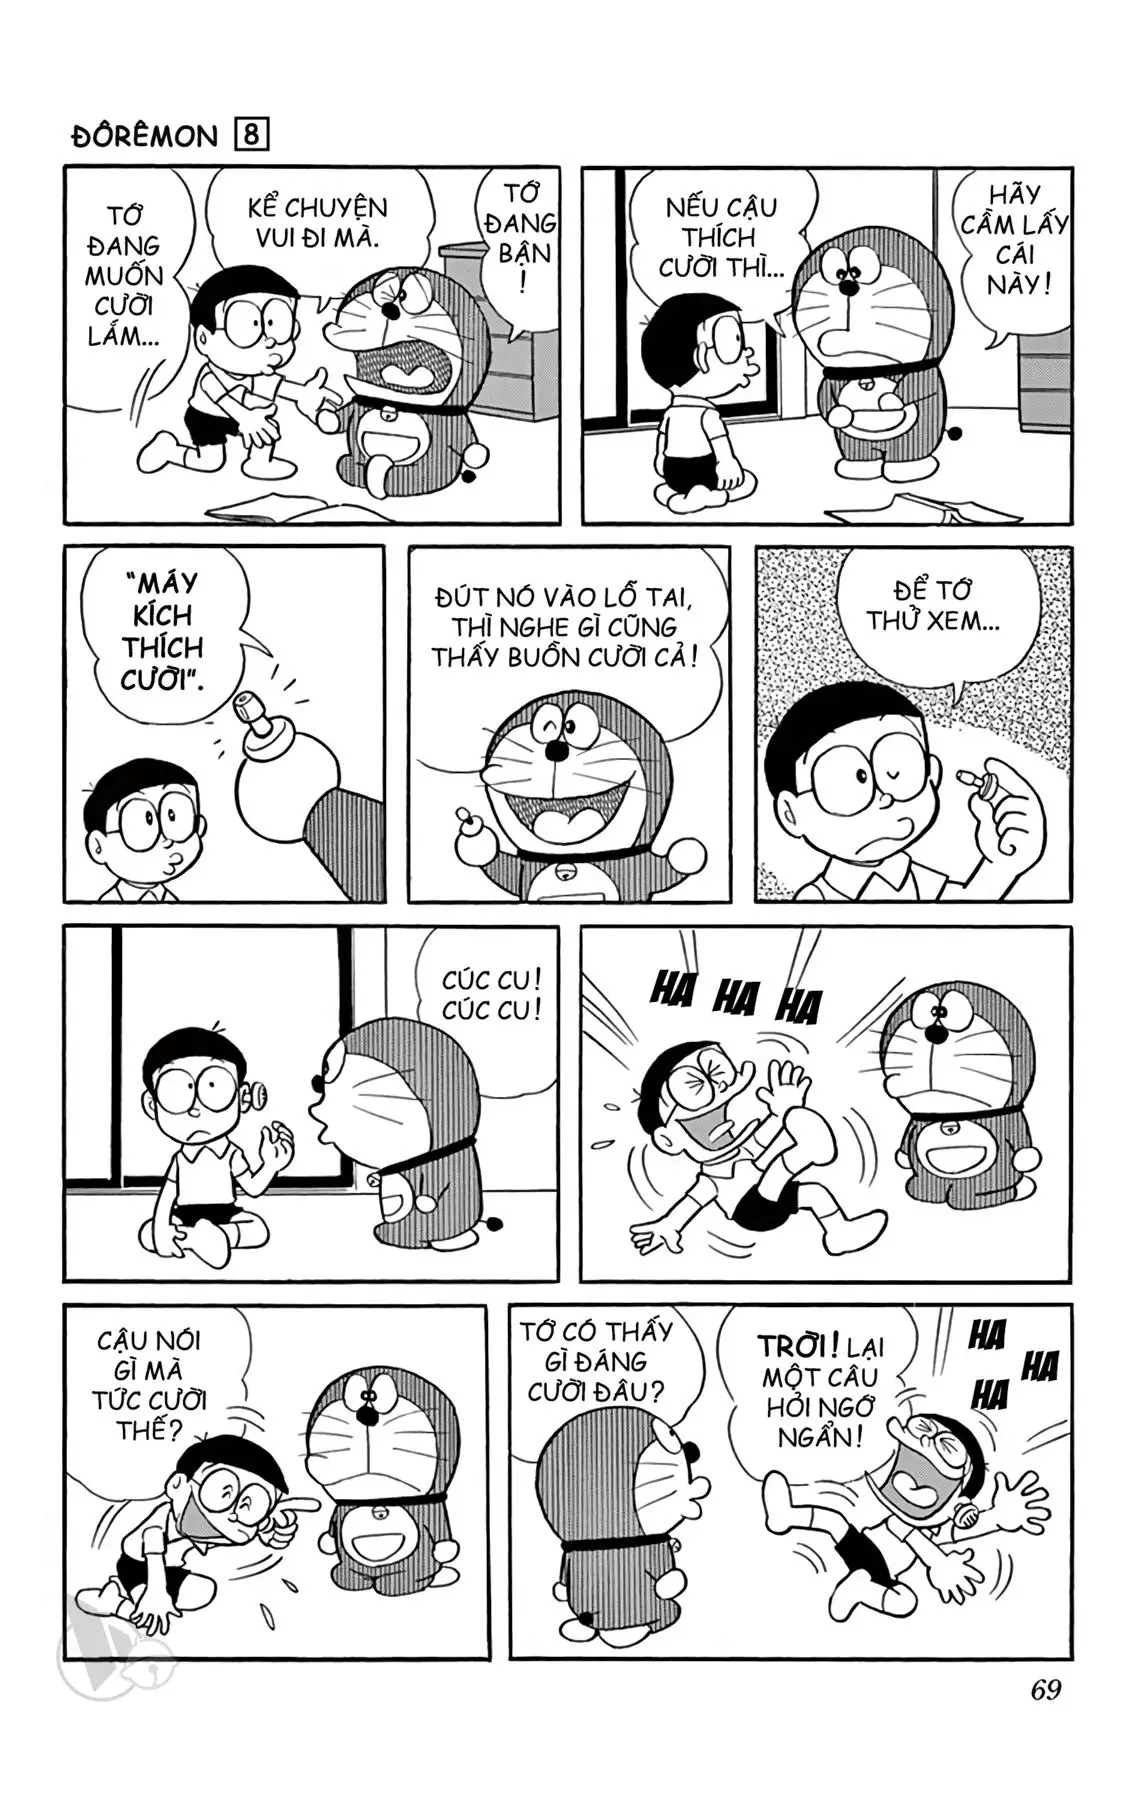 ĐÔRÊMON 8
TỚ
ĐANG
MUỐN
CƯỜI
LẮM...
KỂ CHUYỆN
VUI ĐI MÀ.
TỚ
ĐANG
BẬN
!
NẾU CẬU
THÍCH
CƯỜI THÌ...
HÃY
CẦM LẤY
CÁI
NÀY!
"MÁY
KÍCH
THÍCH
CƯỜI".
ĐÚT NÓ VÀO LỖ TAI,
THÌ NGHE GÌ CŨNG
THẤY BUỒN CƯỜI CẢ!
ĐỂ TỚ
THỬ XEM...
CÚC CU!
CÚC CU!
HA HA HA
CẬU NÓI
GÌ MÀ
TỨC CƯỜI
THẾ?
TỚ CÓ THẤY
GÌ ĐÁNG
CƯỜI ĐÂU?
TRỜI! LẠI
MỘT CÂU
HỎI NGỚ
NGẨN!
HA
HA
HA
69